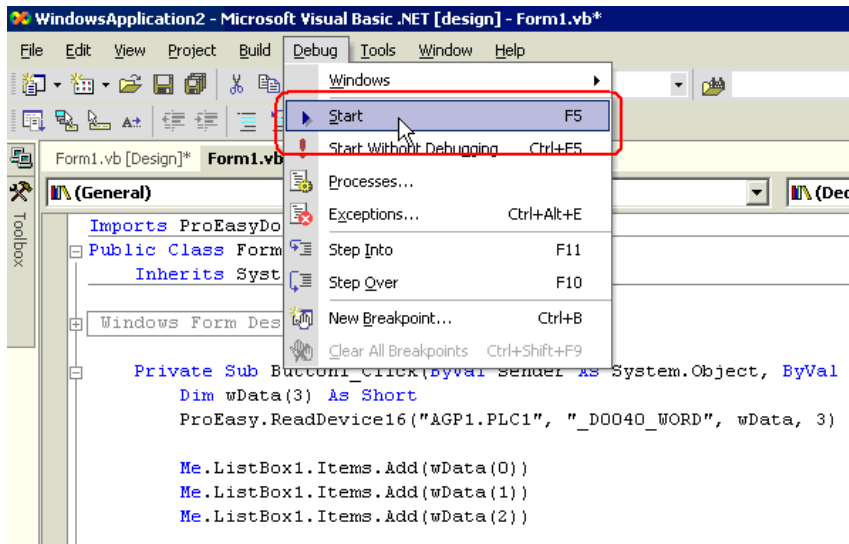 WindowsApplication2 - Microsoft Visual Basic .NET [design] - Form1.vb*
File Edit View Project Build Debug Tools Window Help
Windows
Start F5
Start Without Debugging Ctrl+F5
Processes...
Exceptions... Ctrl+Alt+E
Step Into F11
Step Over F10
New Breakpoint... Ctrl+B
Clear All Breakpoints Ctrl+Shift+F9
Form1.vb [Design]* Form1.vb
(General) (Dec
Toolbox
Imports ProEasyDo
Public Class Form
Inherits Syst
Windows Form Des
Private Sub Button1_Click(ByVal sender As System.Object, ByVal
Dim wData(3) As Short
ProEasy.ReadDevice16("AGP1.PLC1", "_D0040_WORD", wData, 3)
Me.ListBox1.Items.Add(wData(0))
Me.ListBox1.Items.Add(wData(1))
Me.ListBox1.Items.Add(wData(2))